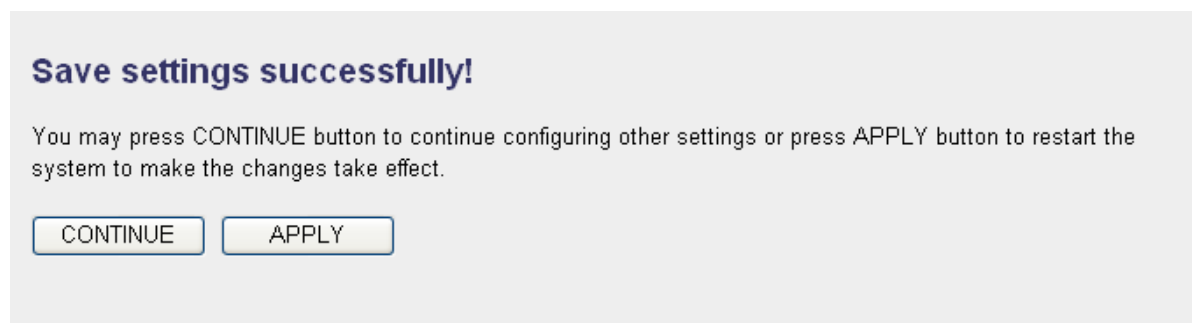 Save settings successfully!
You may press CONTINUE button to continue configuring other settings or press APPLY button to restart the
system to make the changes take effect.
CONTINUE APPLY